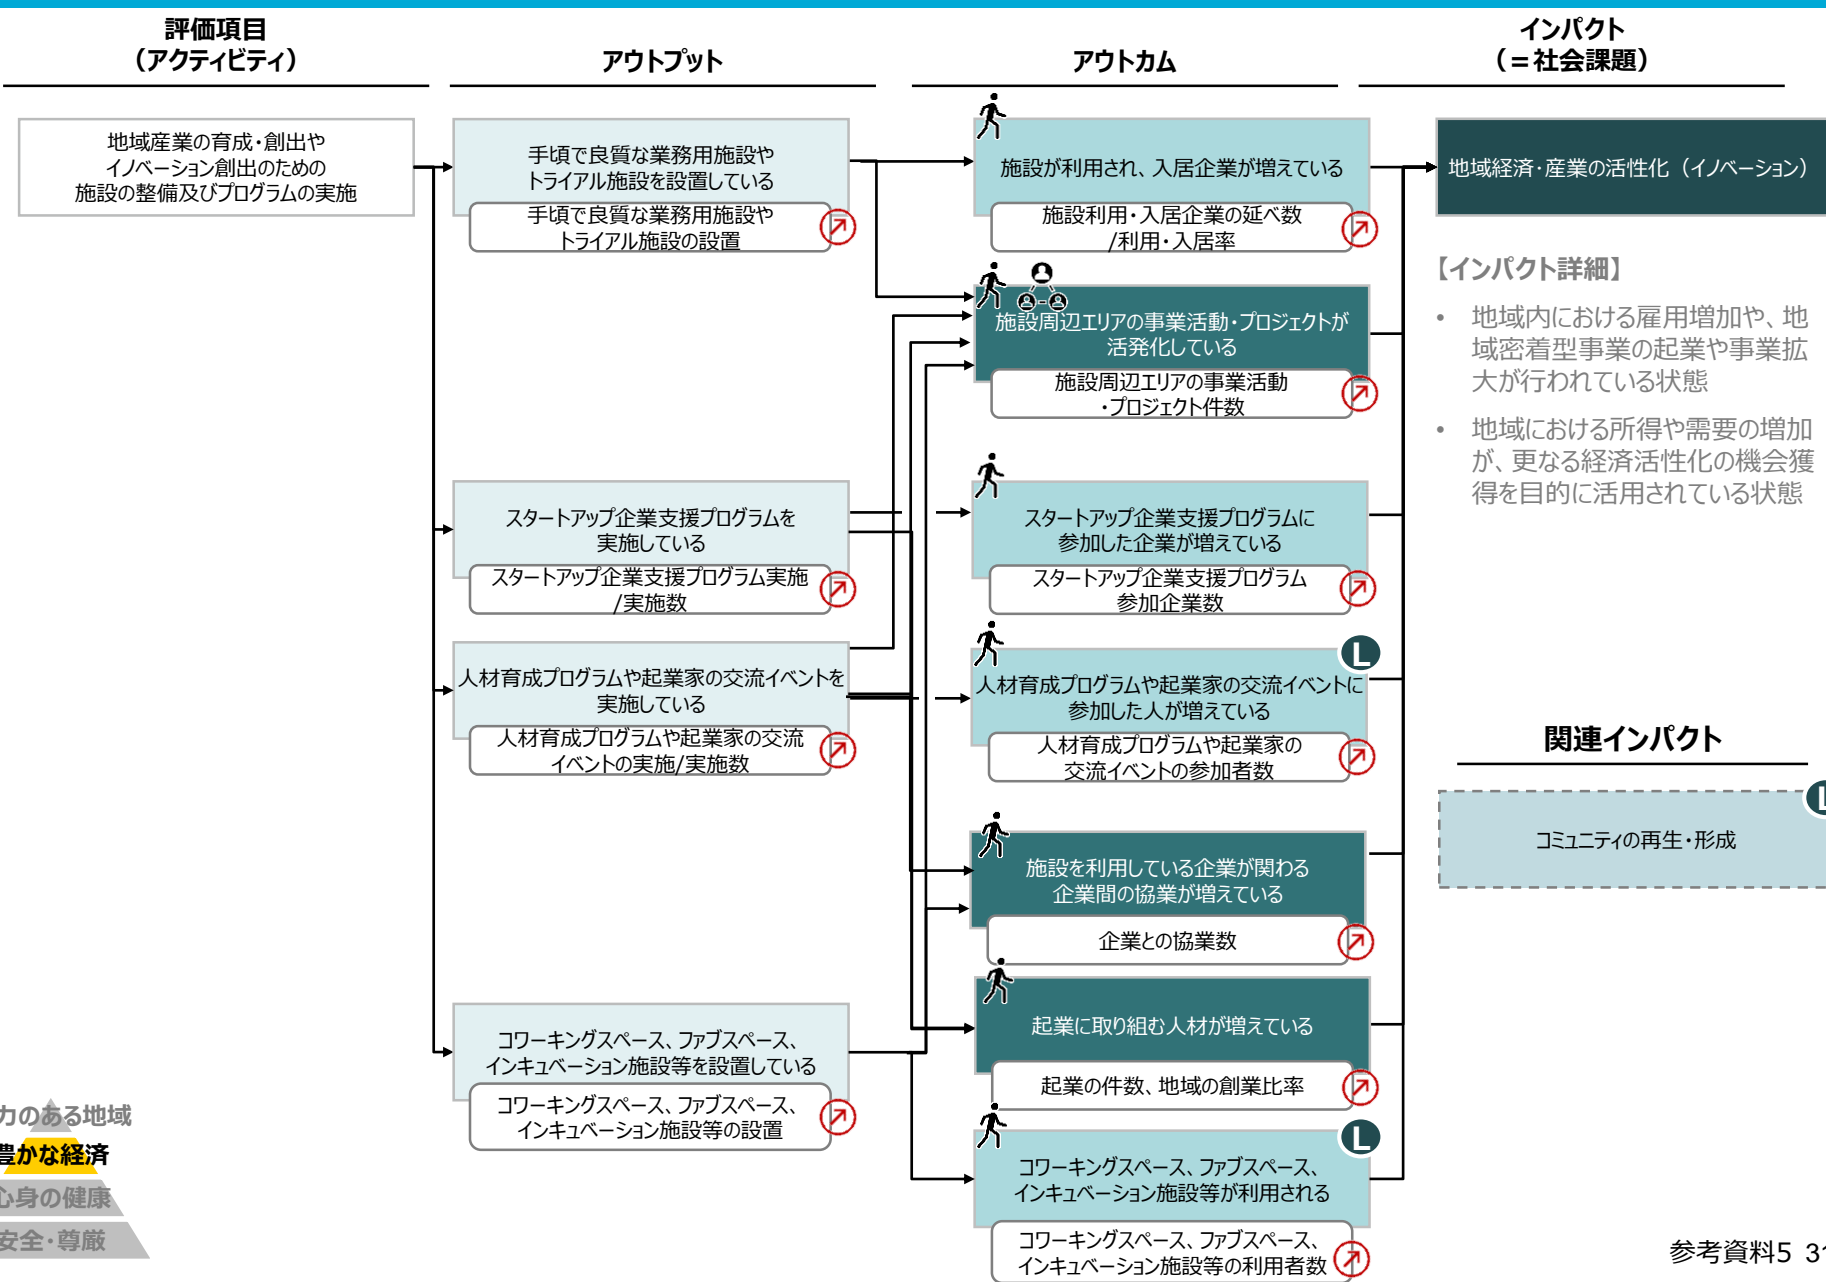 評価項目
（アクティビティ）
アウトプット
アウトカム
インパクト
（＝社会課題）
地域産業の育成・創出や
イノベーション創出のための
施設の整備及びプログラムの実施
手頃で良質な業務用施設や
トライアル施設を設置している
手頃で良質な業務用施設や
トライアル施設の設置
スタートアップ企業支援プログラムを
実施している
スタートアップ企業支援プログラム実施
/実施数
人材育成プログラムや起業家の交流イベントを
実施している
人材育成プログラムや起業家の交流
イベントの実施/実施数
コワーキングスペース、ファブスペース、
インキュベーション施設等を設置している
コワーキングスペース、ファブスペース、
インキュベーション施設等の設置
施設が利用され、入居企業が増えている
施設利用・入居企業の延べ数
/利用・入居率
施設周辺エリアの事業活動・プロジェクトが
活発化している
施設周辺エリアの事業活動
・プロジェクト件数
スタートアップ企業支援プログラムに
参加した企業が増えている
スタートアップ企業支援プログラム
参加企業数
L
人材育成プログラムや起業家の交流イベントに
参加した人が増えている
人材育成プログラムや起業家の
交流イベントの参加者数
施設を利用している企業が関わる
企業間の協業が増えている
企業との協業数
起業に取り組む人材が増えている
起業の件数、地域の創業比率
L
コワーキングスペース、ファブスペース、
インキュベーション施設等が利用される
コワーキングスペース、ファブスペース、
インキュベーション施設等の利用者数
地域経済・産業の活性化（イノベーション）
【インパクト詳細】
• 地域内における雇用増加や、地
域密着型事業の起業や事業拡
大が行われている状態
• 地域における所得や需要の増加
が、更なる経済活性化の機会獲
得を目的に活用されている状態
関連インパクト
L
コミュニティの再生・形成
力のある地域
豊かな経済
心身の健康
安全・尊厳
参考資料5 31